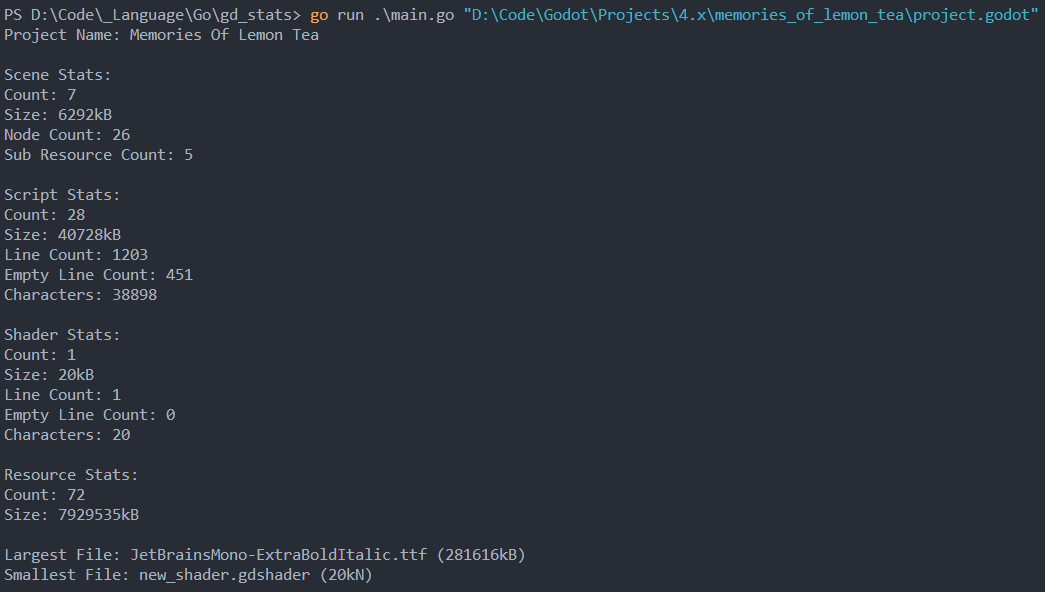 PS D:\Code\_Language\Go\gd_stats> go run .\main.go "D:\Code\Godot\Projects\4.x\memories_of_lemon_tea\project.godot"
Project Name: Memories Of Lemon Tea
Scene Stats:
Count: 7
Size: 6292kB
Node Count: 26
Sub Resource Count: 5
Script Stats:
Count: 28
Size: 40728kB
Line Count: 1203
Empty Line Count: 451
Characters: 38898
Shader Stats:
Count: 1
Size: 20kB
Line Count: 1
Empty Line Count: 0
Characters: 20
Resource Stats:
Count: 72
Size: 7929535kB
Largest File: JetBrainsMono-ExtraBoldItalic.ttf (281616kB)
Smallest File: new_shader.gdshader (20kN)